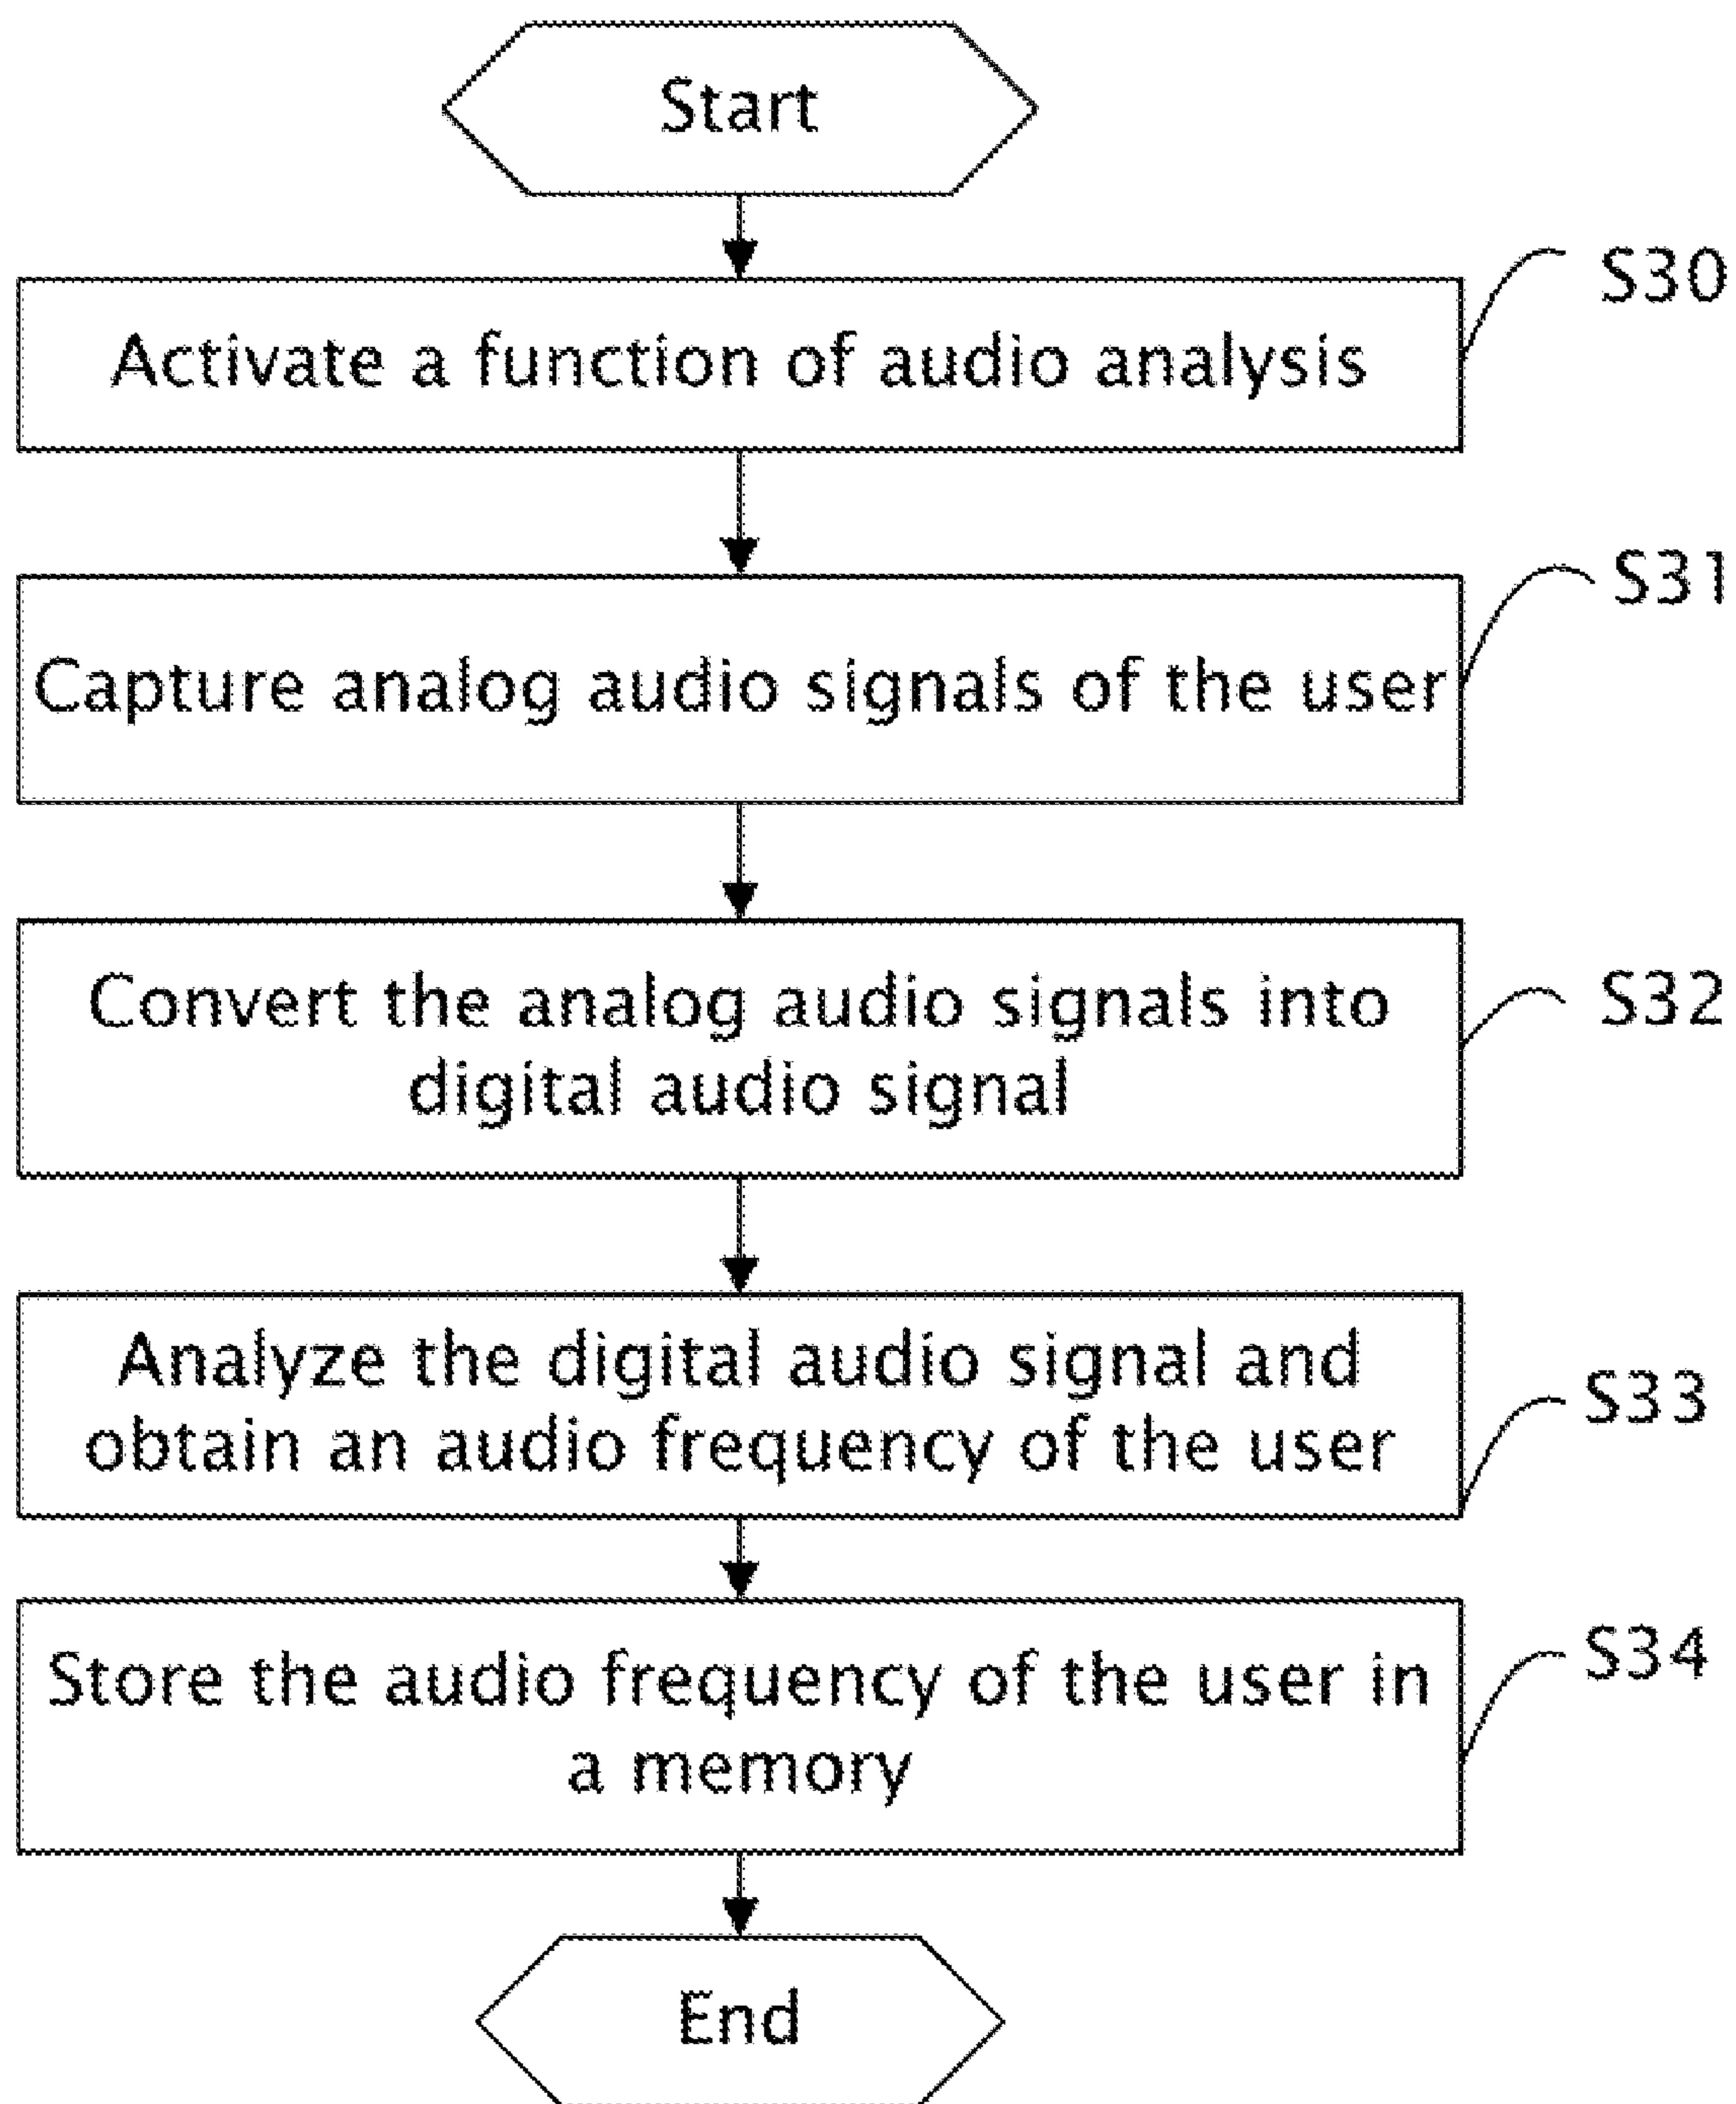 Start
S30
Activate a function of audio analysis
S31
Capture analog audio signals of the user
S32
Convert the analog audio signals into
digital audio signal
S33
Analyze the digital audio signal and
obtain an audio frequency of the user
S34
Store the audio frequency of the user in
a memory
End